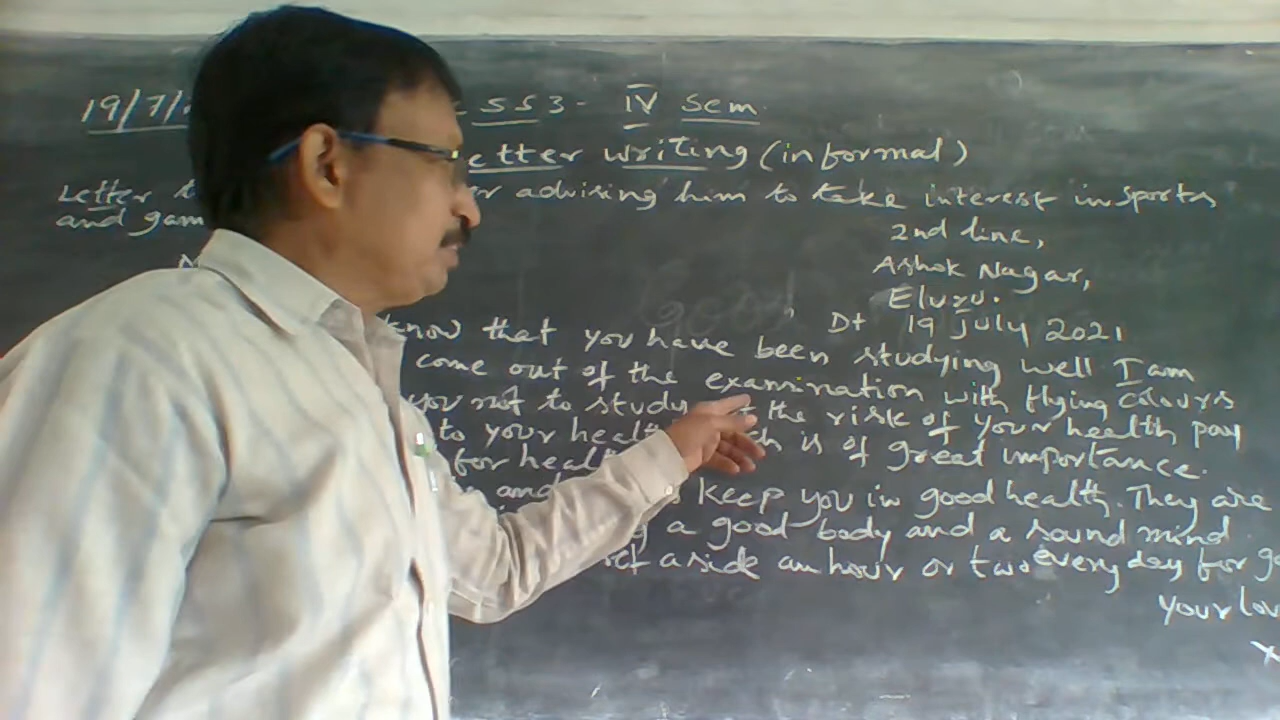 19/7/ SS3- IV Sem.
etter writing (informal)
Letter advising him to take interest in sports
and gam
2nd line,
Ashok Nagar,
Eluru.
Dt 19 July 2021
know that you have been studying well I am
come out of the examination with flying colours
you not to study at the risk of your health pay
to your health which is of great importance.
for heal
and keep you in good health. They are
a good body and a sound mind
set aside an hour or two every day for ga
your lov
X